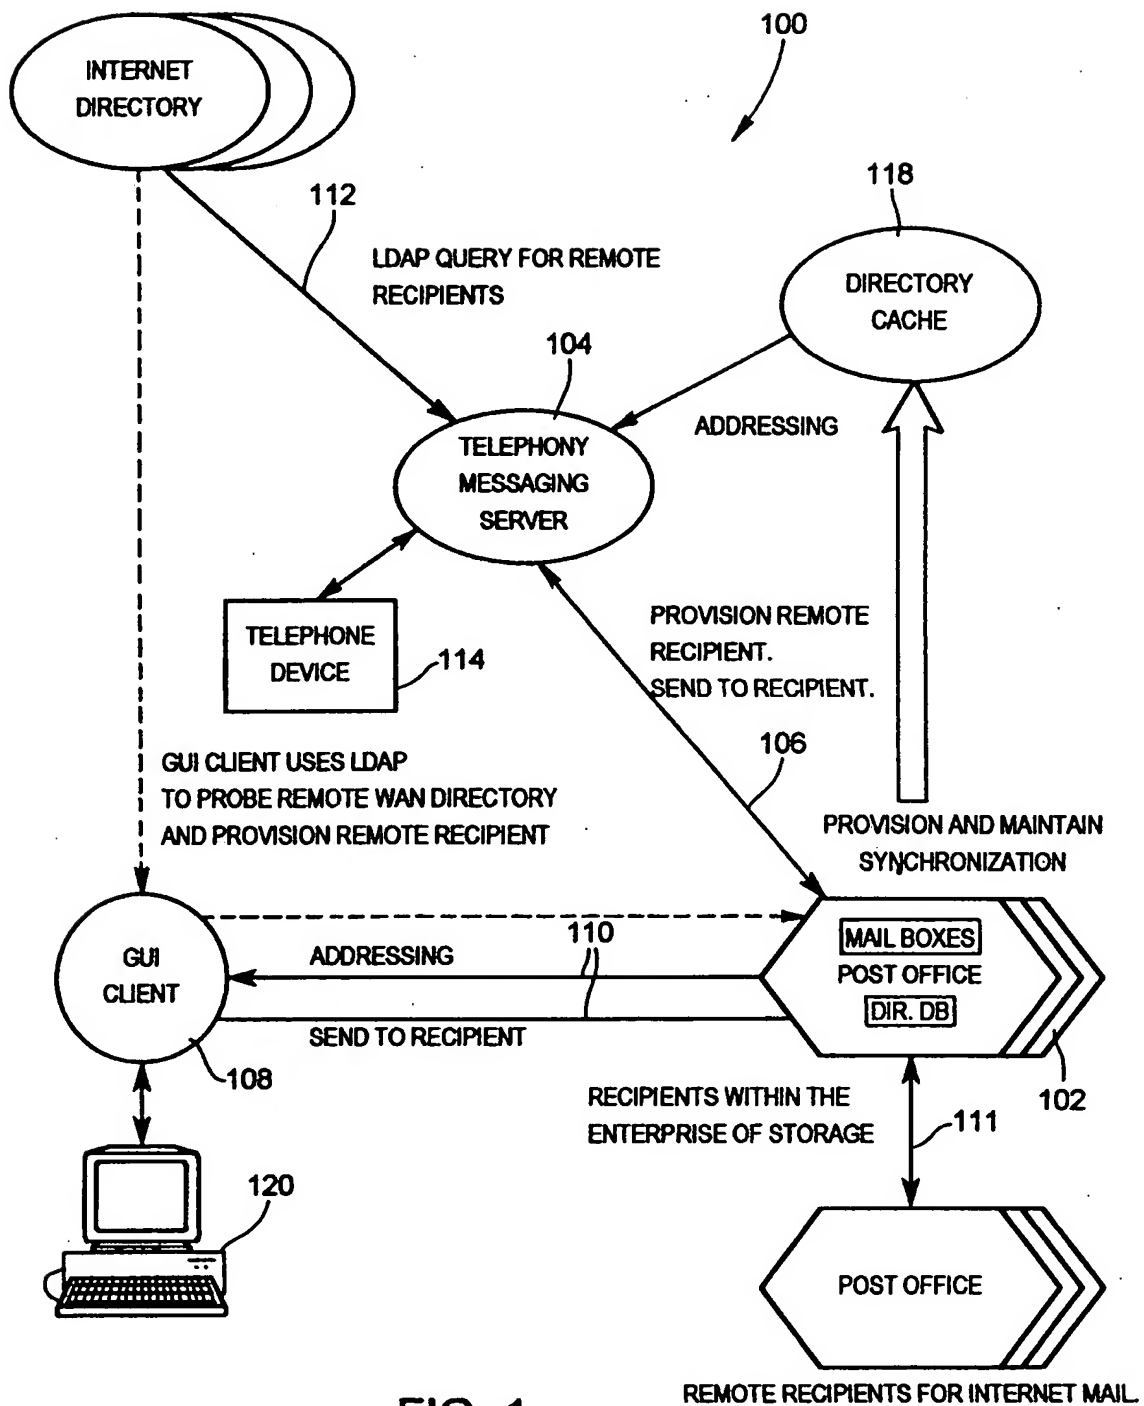 100
INTERNET
DIRECTORY
112
118
LDAP QUERY FOR REMOTE
RECIPIENTS
DIRECTORY
CACHE
104
ADDRESSING
TELEPHONY
MESSAGING
SERVER
TELEPHONE
DEVICE
114
PROVISION REMOTE
RECIPIENT.
SEND TO RECIPIENT.
106
GUI CLIENT USES LDAP
TO PROBE REMOTE WAN DIRECTORY
AND PROVISION REMOTE RECIPIENT
PROVISION AND MAINTAIN
SYNCHRONIZATION
GUI
CLIENT
110
ADDRESSING
SEND TO RECIPIENT
MAIL BOXES
POST OFFICE
DIR. DB
108
102
RECIPIENTS WITHIN THE
ENTERPRISE OF STORAGE
111
120
POST OFFICE
REMOTE RECIPIENTS FOR INTERNET MAIL.
FIG. 1